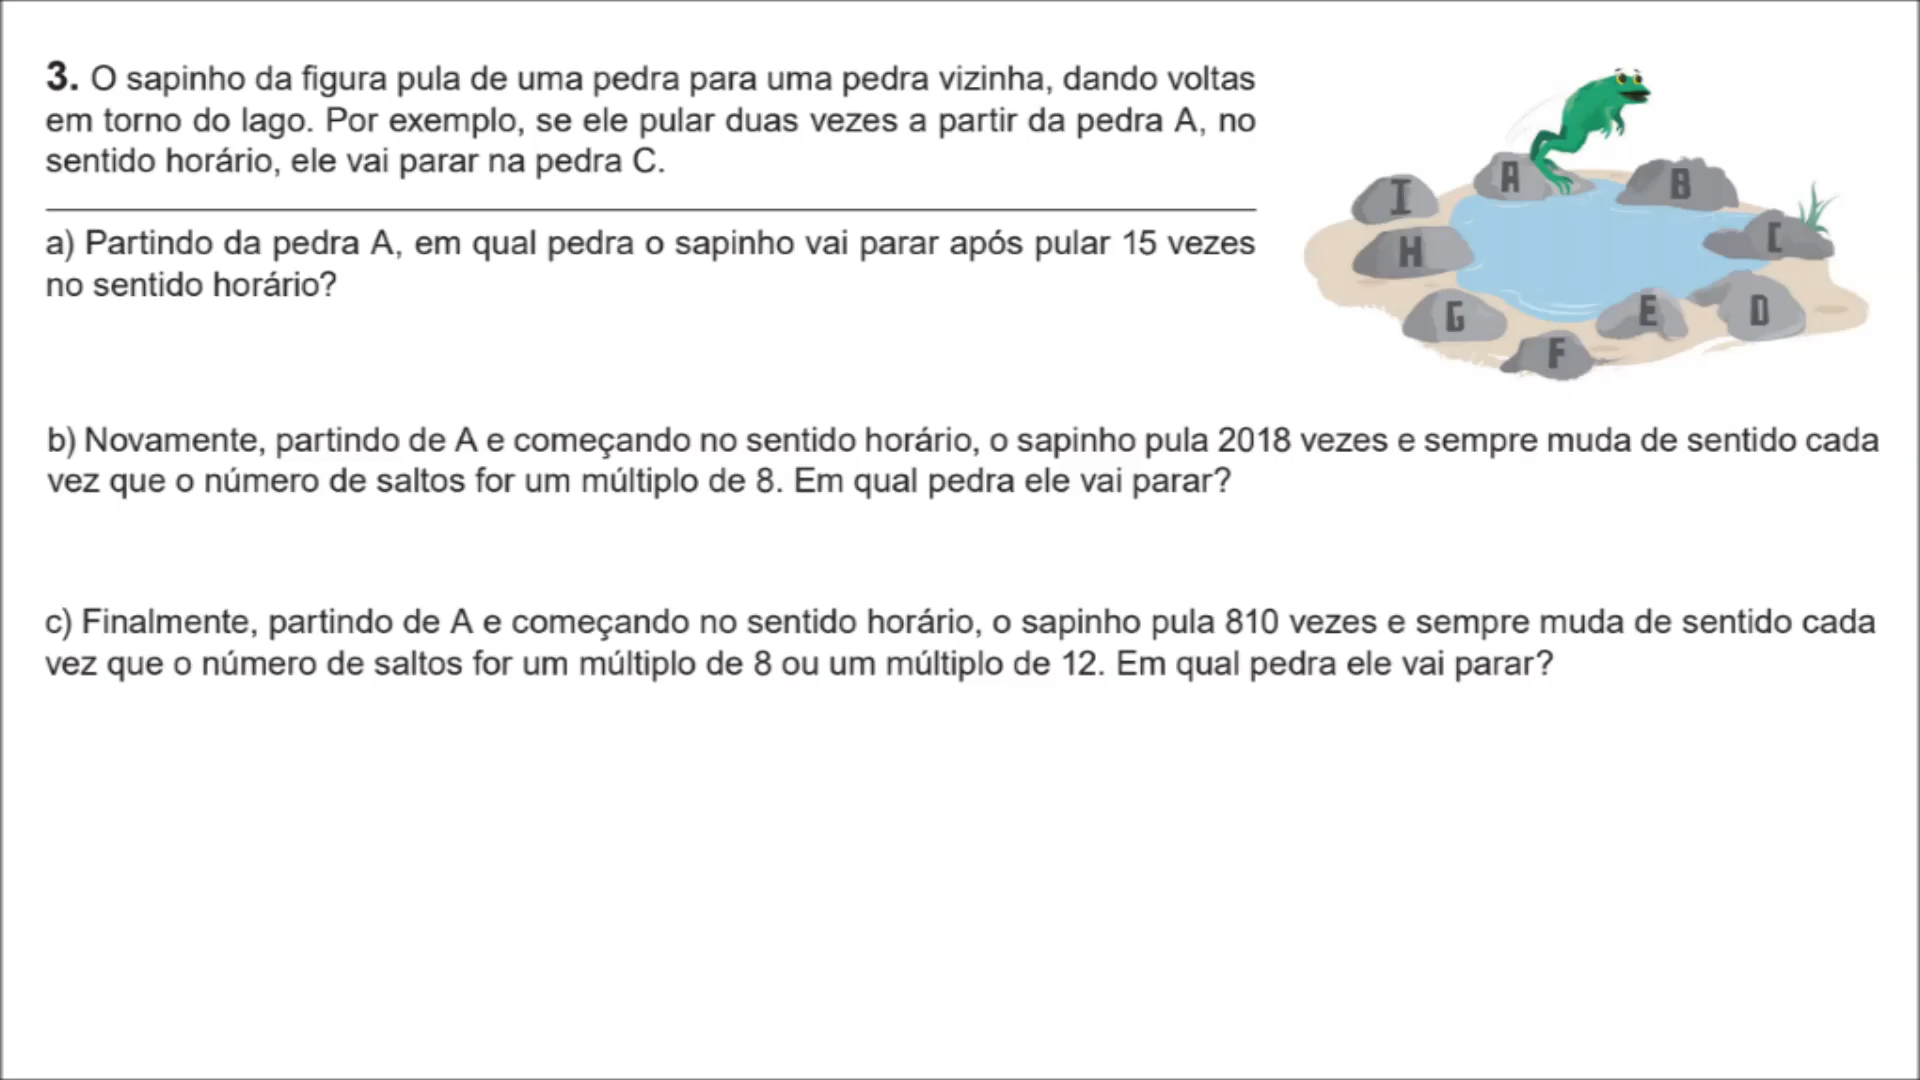 3. O sapinho da figura pula de uma pedra para uma pedra vizinha, dando voltas
em torno do lago. Por exemplo, se ele pular duas vezes a partir da pedra A, no
sentido horário, ele vai parar na pedra C.
a) Partindo da pedra A, em qual pedra o sapinho vai parar após pular 15 vezes
no sentido horário?
A
B
I
C
H
G
E
D
F
b) Novamente, partindo de A e começando no sentido horário, o sapinho pula 2018 vezes e sempre muda de sentido cada
vez que o número de saltos for um múltiplo de 8. Em qual pedra ele vai parar?
c) Finalmente, partindo de A e começando no sentido horário, o sapinho pula 810 vezes e sempre muda de sentido cada
vez que o número de saltos for um múltiplo de 8 ou um múltiplo de 12. Em qual pedra ele vai parar?